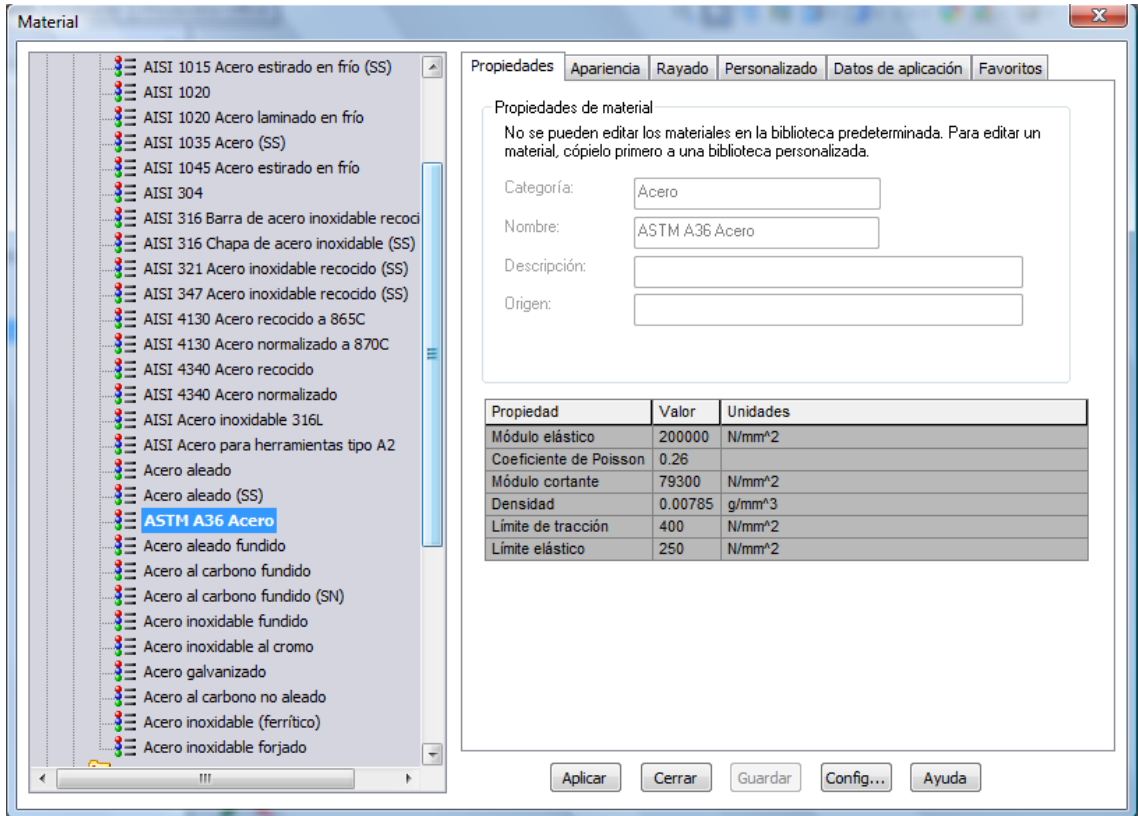 Material
AISI 1015 Acero estirado en frío (SS)
AISI 1020
AISI 1020 Acero laminado en frío
AISI 1035 Acero (SS)
AISI 1045 Acero estirado en frío
AISI 304
AISI 316 Barra de acero inoxidable recoci
AISI 316 Chapa de acero inoxidable (SS)
AISI 321 Acero inoxidable recocido (SS)
AISI 347 Acero inoxidable recocido (SS)
AISI 4130 Acero recocido a 865C
AISI 4130 Acero normalizado a 870C
AISI 4340 Acero recocido
AISI 4340 Acero normalizado
AISI Acero inoxidable 316L
AISI Acero para herramientas tipo A2
Acero aleado
Acero aleado (SS)
ASTM A36 Acero
Acero aleado fundido
Acero al carbono fundido
Acero al carbono fundido (SN)
Acero inoxidable fundido
Acero inoxidable al cromo
Acero galvanizado
Acero al carbono no aleado
Acero inoxidable (ferrítico)
Acero inoxidable forjado
Propiedades Apariencia Rayado Personalizado Datos de aplicación Favoritos
Propiedades de material
No se pueden editar los materiales en la biblioteca predeterminada. Para editar un
material, cópielo primero a una biblioteca personalizada.
Categoría: Acero
Nombre: ASTM A36 Acero
Descripción:
Origen:
Propiedad Valor Unidades
Módulo elástico 200000 N/mm^2
Coeficiente de Poisson 0.26
Módulo cortante 79300 N/mm^2
Densidad 0.00785 g/mm^3
Límite de tracción 400 N/mm^2
Límite elástico 250 N/mm^2
Aplicar Cerrar Guardar Config... Ayuda